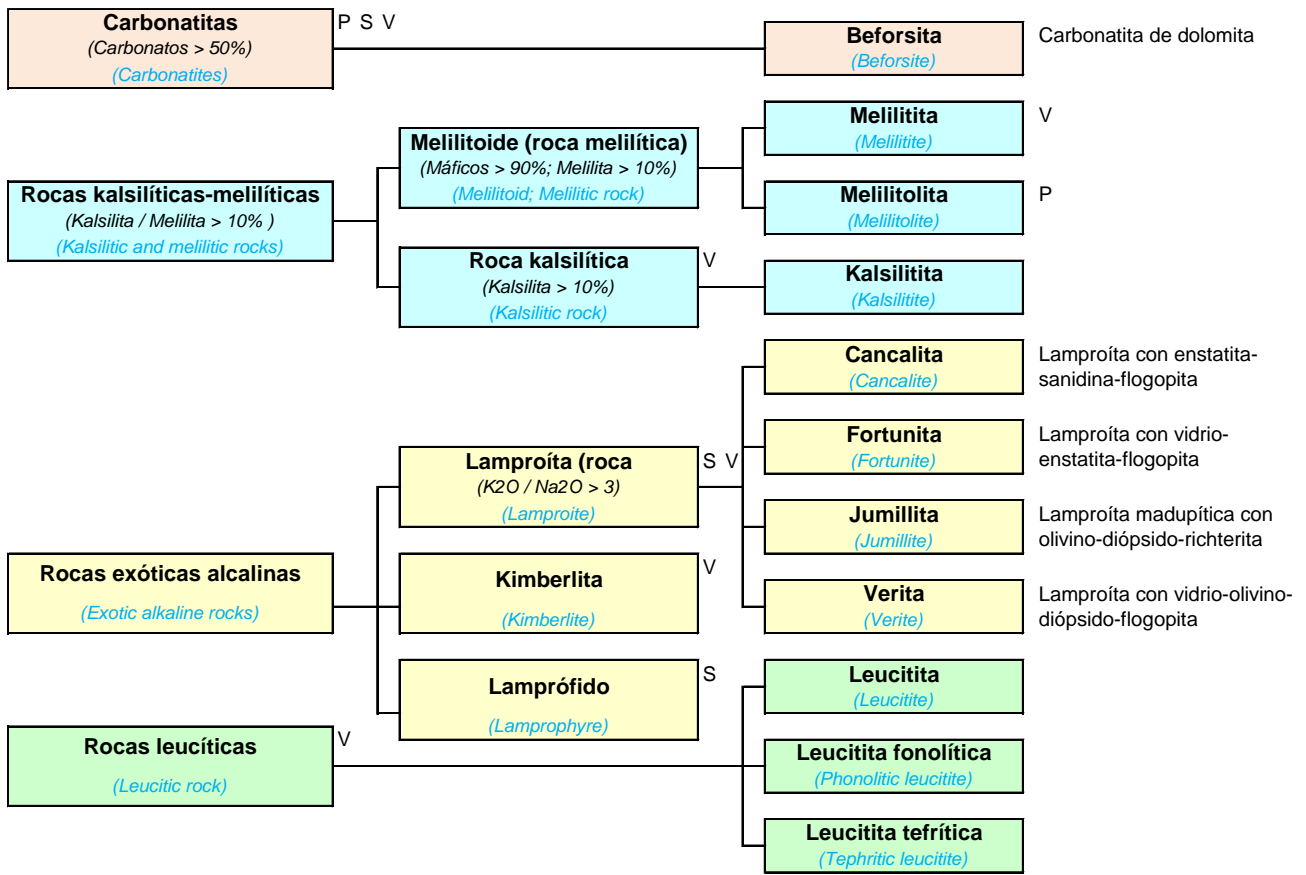 Carbonatitas
(Carbonatos > 50%)
(Carbonatites)
P S V
Beforsita
(Beforsite)
Carbonatita de dolomita
Rocas kalsilíticas-melilíticas
(Kalsilita / Melilita > 10% )
(Kalsilitic and melilitic rocks)
Melilitoide (roca melilítica)
(Máficos > 90%; Melilita > 10%)
(Melilitoid; Melilitic rock)
Melilitita
(Melilitite)
V
Melilitolita
(Melilitolite)
P
Roca kalsilítica
(Kalsilita > 10%)
(Kalsilitic rock)
V
Kalsilitita
(Kalsilitite)
Rocas exóticas alcalinas
(Exotic alkaline rocks)
Lamproíta (roca
(K2O / Na2O > 3)
(Lamproite)
S V
Cancalita
(Cancalite)
Lamproíta con enstatita-
sanidina-flogopita
Fortunita
(Fortunite)
Lamproíta con vidrio-
enstatita-flogopita
Jumillita
(Jumillite)
Lamproíta madupítica con
olivino-diópsido-richterita
Verita
(Verite)
Lamproíta con vidrio-olivino-
diópsido-flogopita
Kimberlita
(Kimberlite)
V
Lamprófido
(Lamprophyre)
S
Rocas leucíticas
(Leucitic rock)
V
Leucitita
(Leucitite)
Leucitita fonolítica
(Phonolitic leucitite)
Leucitita tefrítica
(Tephritic leucitite)